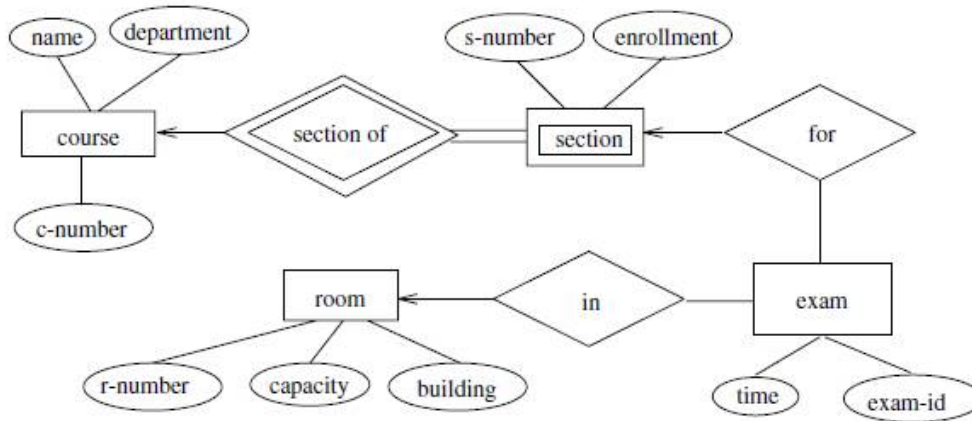 name
department
s-number
enrollment
course
section of
section
for
c-number
room
in
exam
r-number
capacity
building
time
exam-id